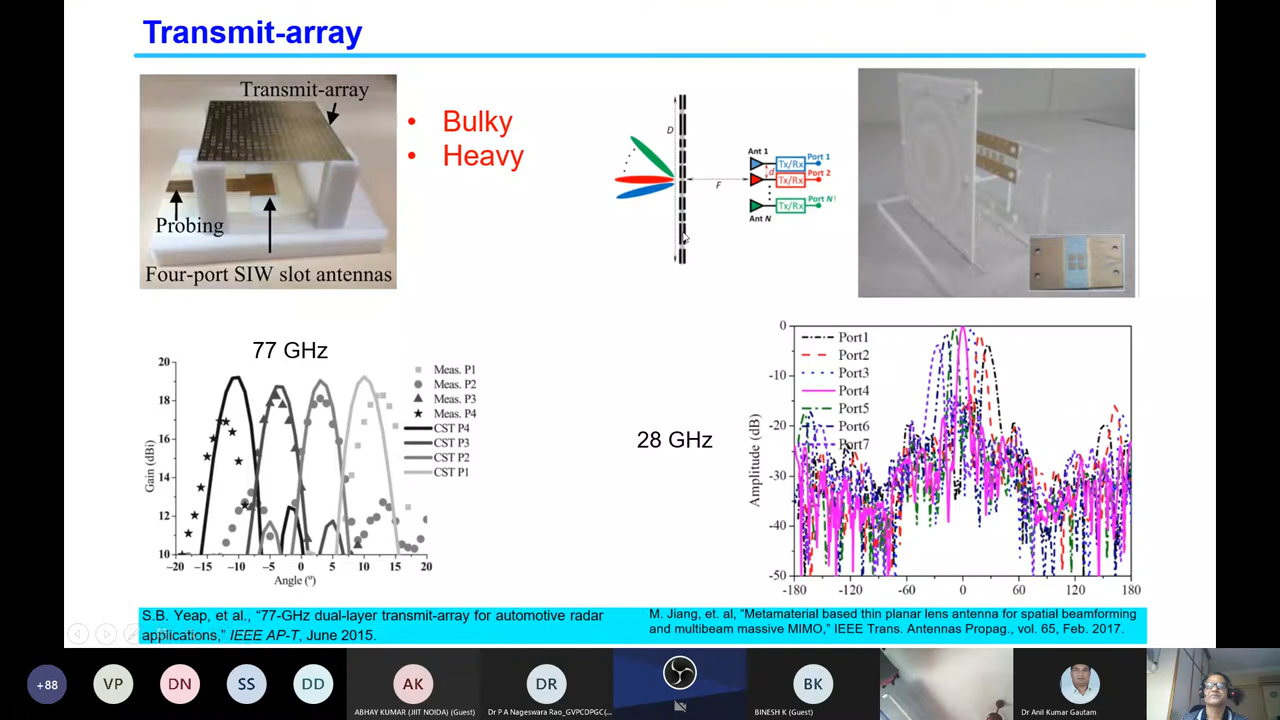 Transmit-array
Transmit-array
Probing
Four-port SIW slot antennas
• Bulky
• Heavy
D
F
Ant 1
d
Ant N
Tx/Rx
Tx/Rx
Tx/Rx
Port 1
Port 2
Port N
77 GHz
20
18
16
14
12
10
Gain (dBi)
-20 -15 -10 -5 0 5 10 15 20
Angle (°)
Meas. P1
Meas. P2
Meas. P3
Meas. P4
CST P4
CST P3
CST P2
CST P1
28 GHz
0
-10
-20
-30
-40
-50
Amplitude (dB)
-180 -120 -60 0 60 120 180
Port1
Port2
Port3
Port4
Port5
Port6
Port7
S.B. Yeap, et al., “77-GHz dual-layer transmit-array for automotive radar
applications,” IEEE AP-T, June 2015.
M. Jiang, et. al, “Metamaterial based thin planar lens antenna for spatial beamforming
and multibeam massive MIMO,” IEEE Trans. Antennas Propag., vol. 65, Feb. 2017.
+88
VP
DN
SS
DD
AK
ABHAY KUMAR (JIIT NOIDA) (Guest)
DR
Dr P A Nageswara Rao_GVPCDPGC(...
BK
BINESH K (Guest)
Dr Anil Kumar Gautam